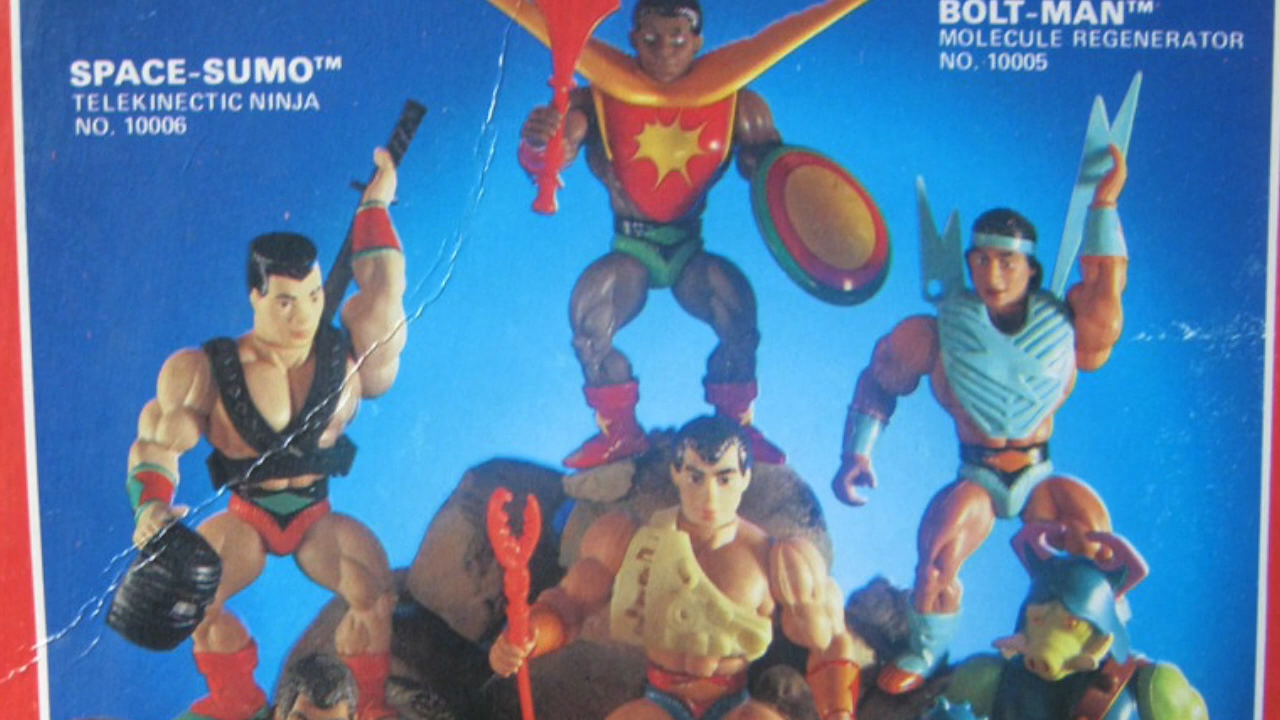 SPACE-SUMO™
TELEKINECTIC NINJA
NO. 10006
BOLT-MAN™
MOLECULE REGENERATOR
NO. 10005